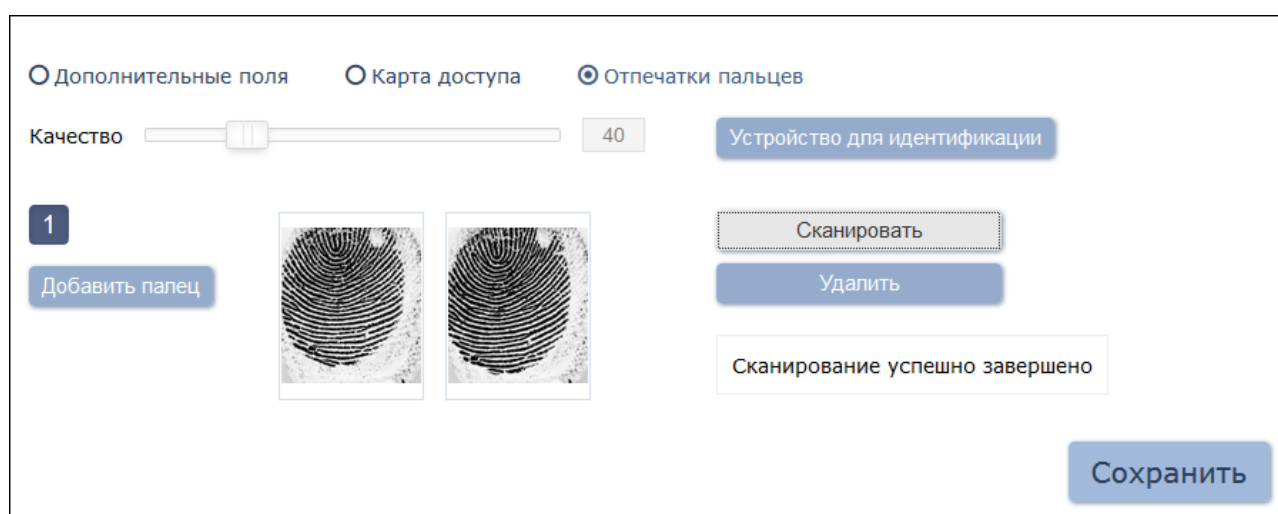 Дополнительные поля Карта доступа Отпечатки пальцев
Качество 40 Устройство для идентификации
1 Сканировать
Добавить палец Удалить
Сканирование успешно завершено
Сохранить